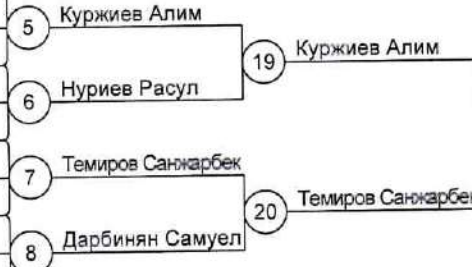 5 Куржиев Алим
19 Куржиев Алим
6 Нуриев Расул
7 Темиров Санжарбек
20 Темиров Санжарбек
8 Дарбинян Самуел